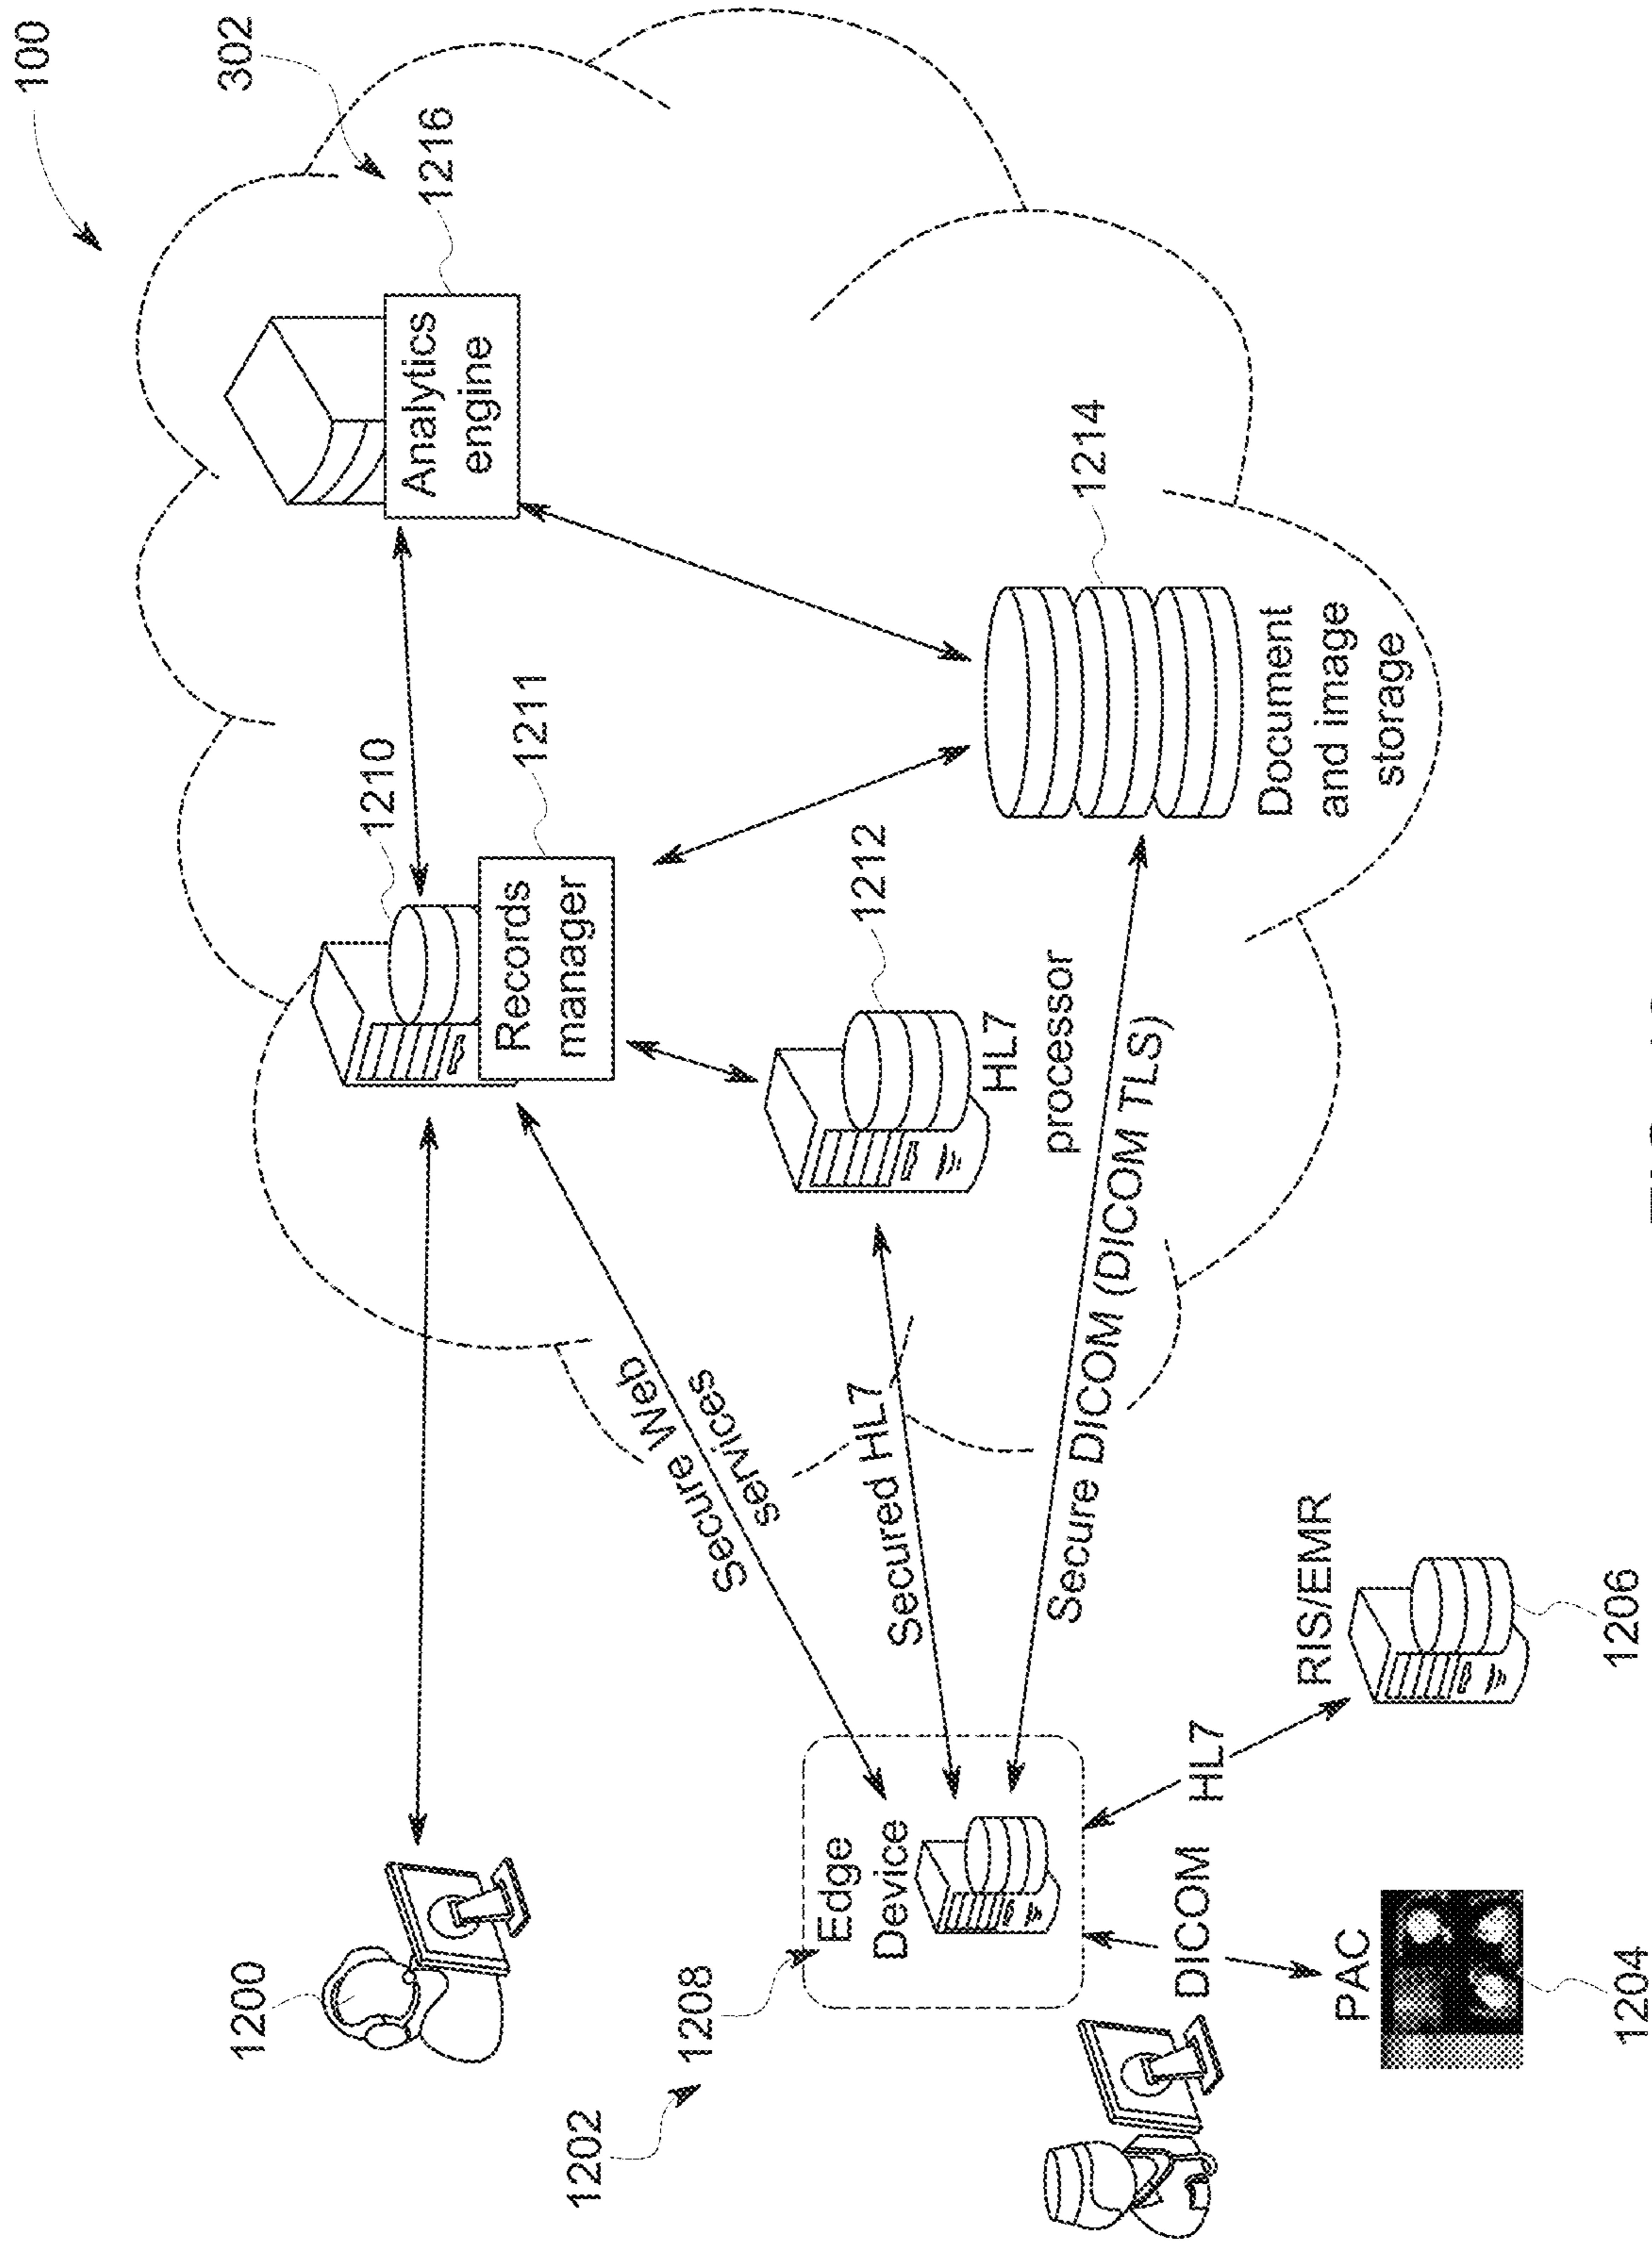 100
302
1216
Analytics
engine
1210
1211
Records
manager
1212
HL7
processor
1214
Document
and image
storage
Secure Web
services
Secured HL7
Secure DICOM (DICOM TLS)
1200
1202
1208
Edge
Device
DICOM
HL7
RIS/EMR
1206
PAC
1204